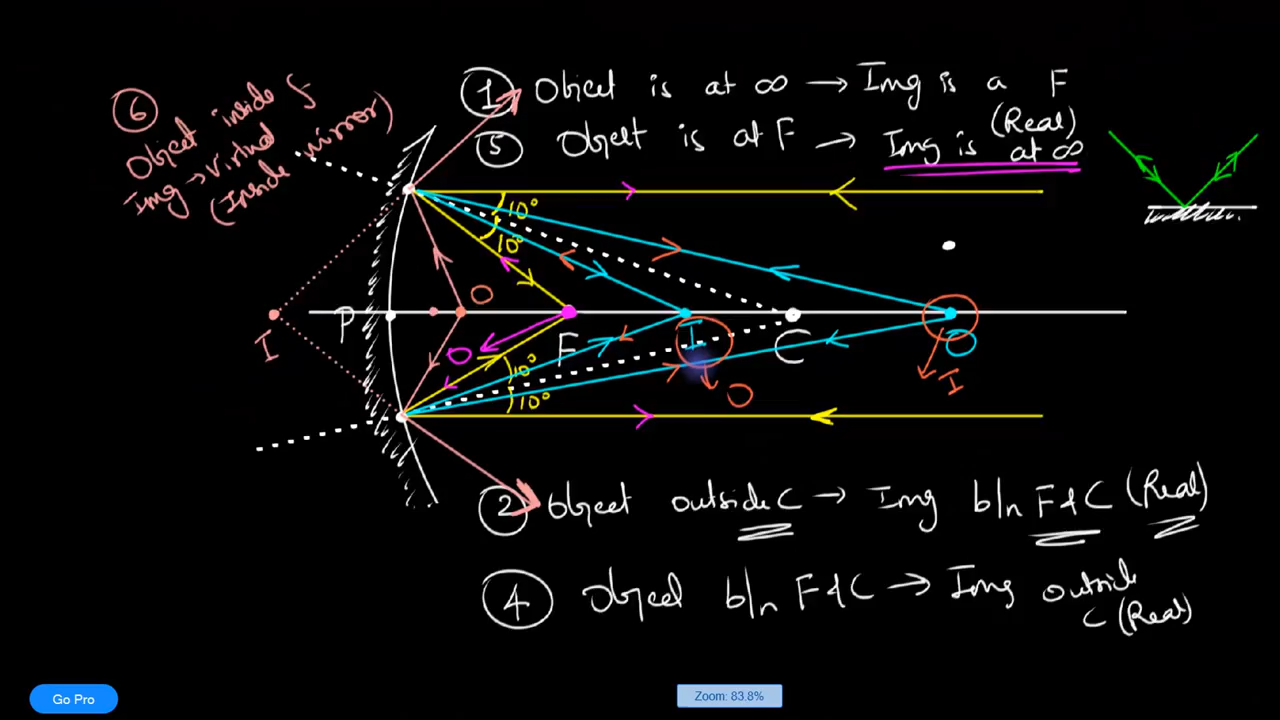 ① Object is at ∞ → Img is a F
⑤ Object is at F → Img is at ∞
(Real)
⑥
Object inside f
Img → virtual
(Inside mirror)
10°
10°
O
I
P
O
F
I
C
O
10°
10°
O
I
② Object outside C → Img b/n F & C (Real)
④ Object b/n F & C → Img outside
C (Real)
Go Pro
Zoom: 83.8%